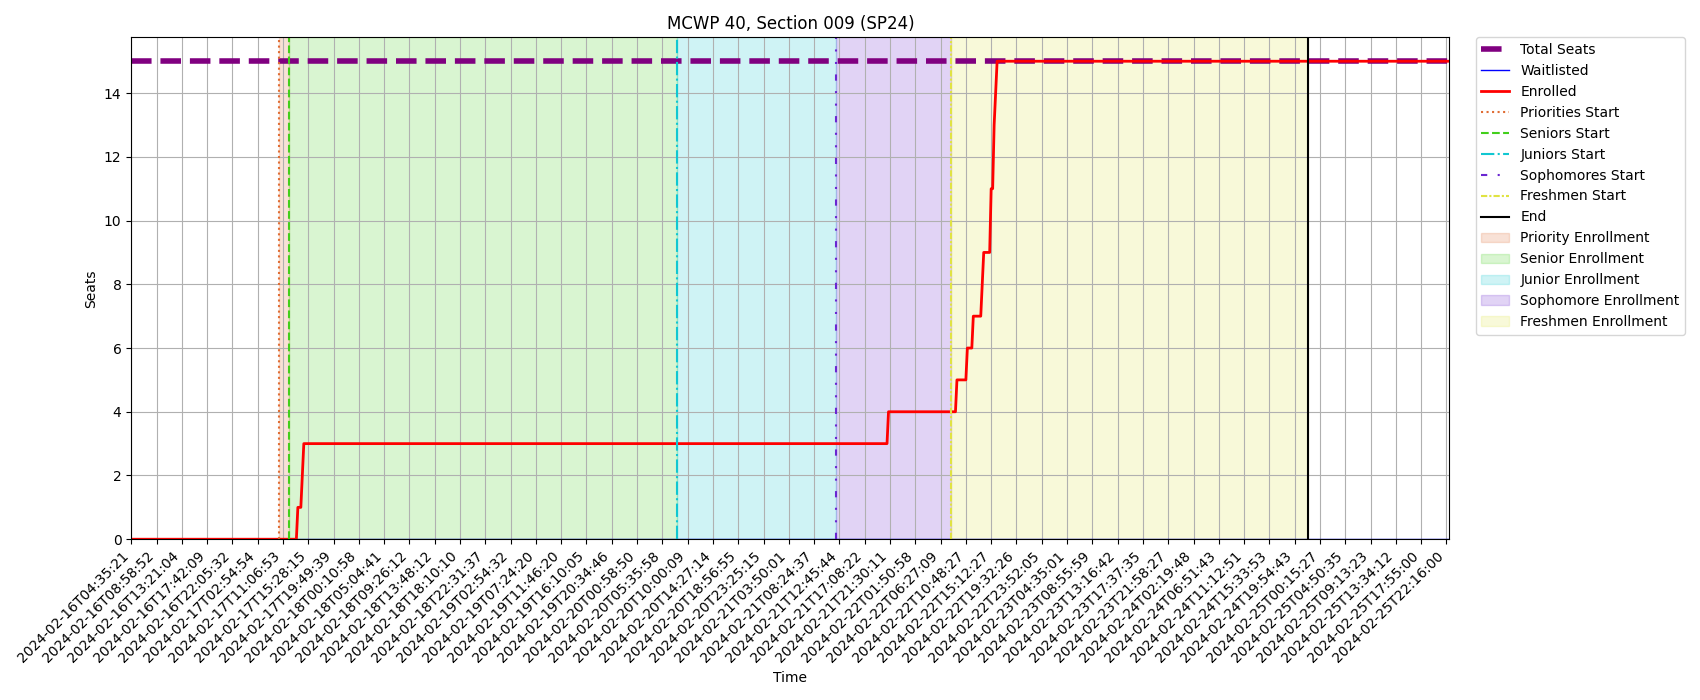 MCWP 40, Section 009 (SP24)
Seats
14
12
10
8
6
4
2
0
2024-02-16T04:35:21
2024-02-16T08:58:52
2024-02-16T13:21:04
2024-02-16T17:42:09
2024-02-16T22:05:32
2024-02-17T02:54:54
2024-02-17T11:06:53
2024-02-17T15:28:15
2024-02-17T19:49:39
2024-02-18T00:10:58
2024-02-18T05:04:41
2024-02-18T09:26:12
2024-02-18T13:48:12
2024-02-18T18:10:10
2024-02-18T22:31:37
2024-02-19T02:54:32
2024-02-19T07:24:20
2024-02-19T11:46:20
2024-02-19T16:10:05
2024-02-19T20:34:46
2024-02-20T00:58:50
2024-02-20T05:35:58
2024-02-20T10:00:09
2024-02-20T14:27:14
2024-02-20T18:56:55
2024-02-20T23:25:15
2024-02-21T03:50:01
2024-02-21T08:24:37
2024-02-21T12:45:44
2024-02-21T17:08:22
2024-02-21T21:30:11
2024-02-22T01:50:58
2024-02-22T06:27:09
2024-02-22T10:48:27
2024-02-22T15:12:27
2024-02-22T19:32:26
2024-02-22T23:52:05
2024-02-23T04:35:01
2024-02-23T08:55:59
2024-02-23T13:16:42
2024-02-23T17:37:35
2024-02-23T21:58:27
2024-02-24T02:19:48
2024-02-24T06:51:43
2024-02-24T11:12:51
2024-02-24T15:33:53
2024-02-24T19:54:43
2024-02-25T00:15:27
2024-02-25T04:50:35
2024-02-25T09:13:23
2024-02-25T13:34:12
2024-02-25T17:55:00
2024-02-25T22:16:00
Time
Total Seats
Waitlisted
Enrolled
Priorities Start
Seniors Start
Juniors Start
Sophomores Start
Freshmen Start
End
Priority Enrollment
Senior Enrollment
Junior Enrollment
Sophomore Enrollment
Freshmen Enrollment